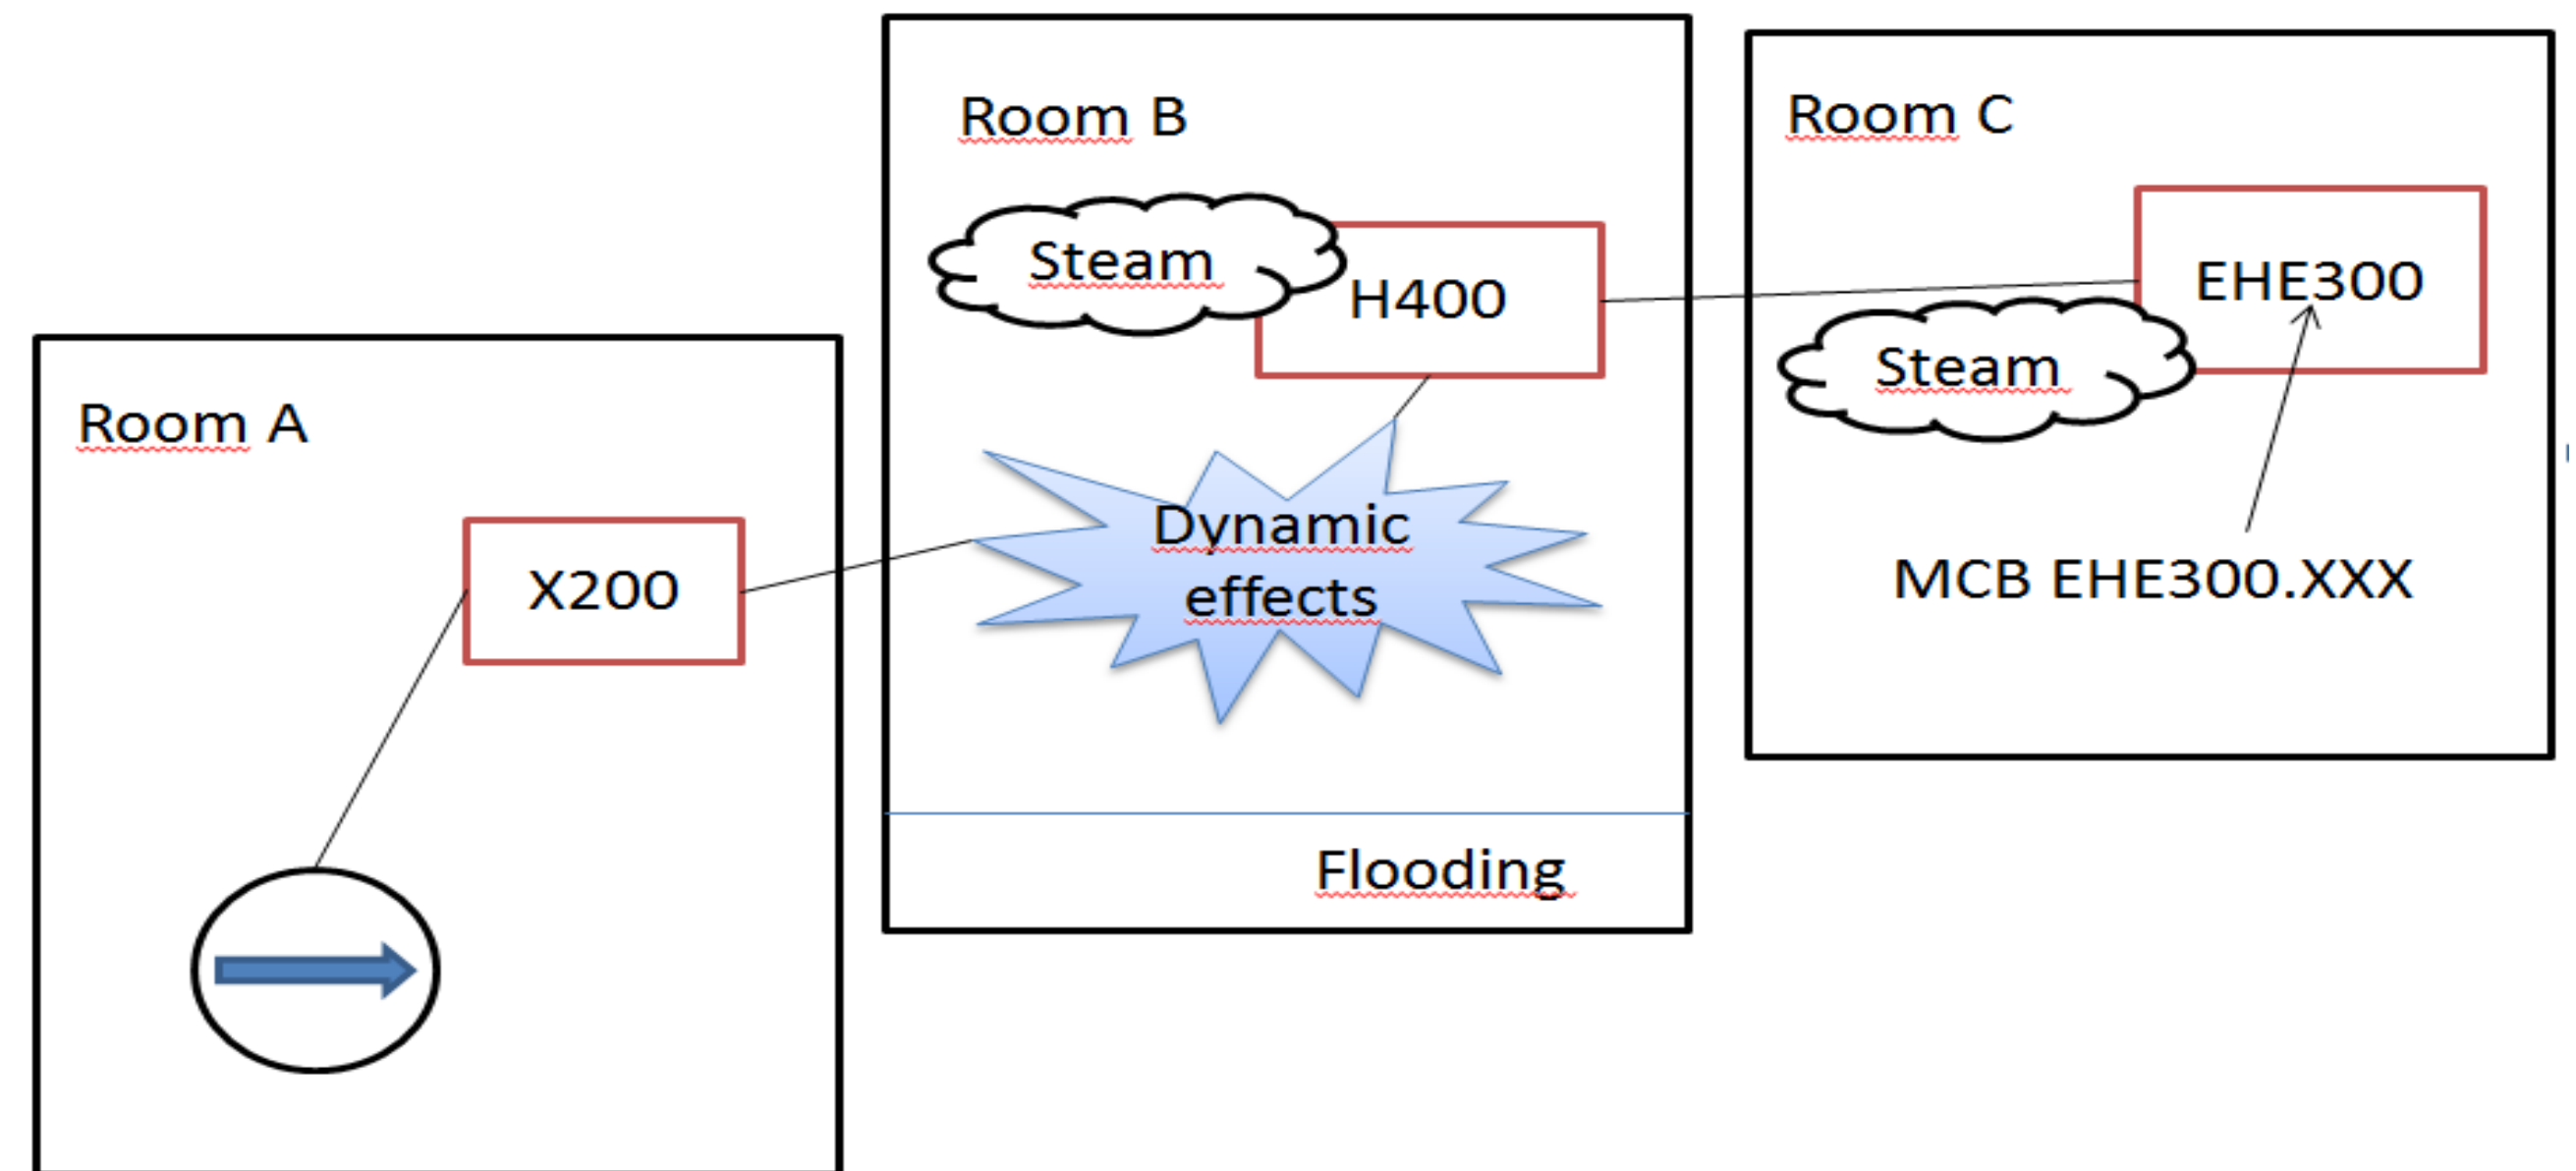 Room A
X200
Room B
Steam
H400
Dynamic
effects
Flooding
Room C
EHE300
Steam
MCB EHE300.XXX